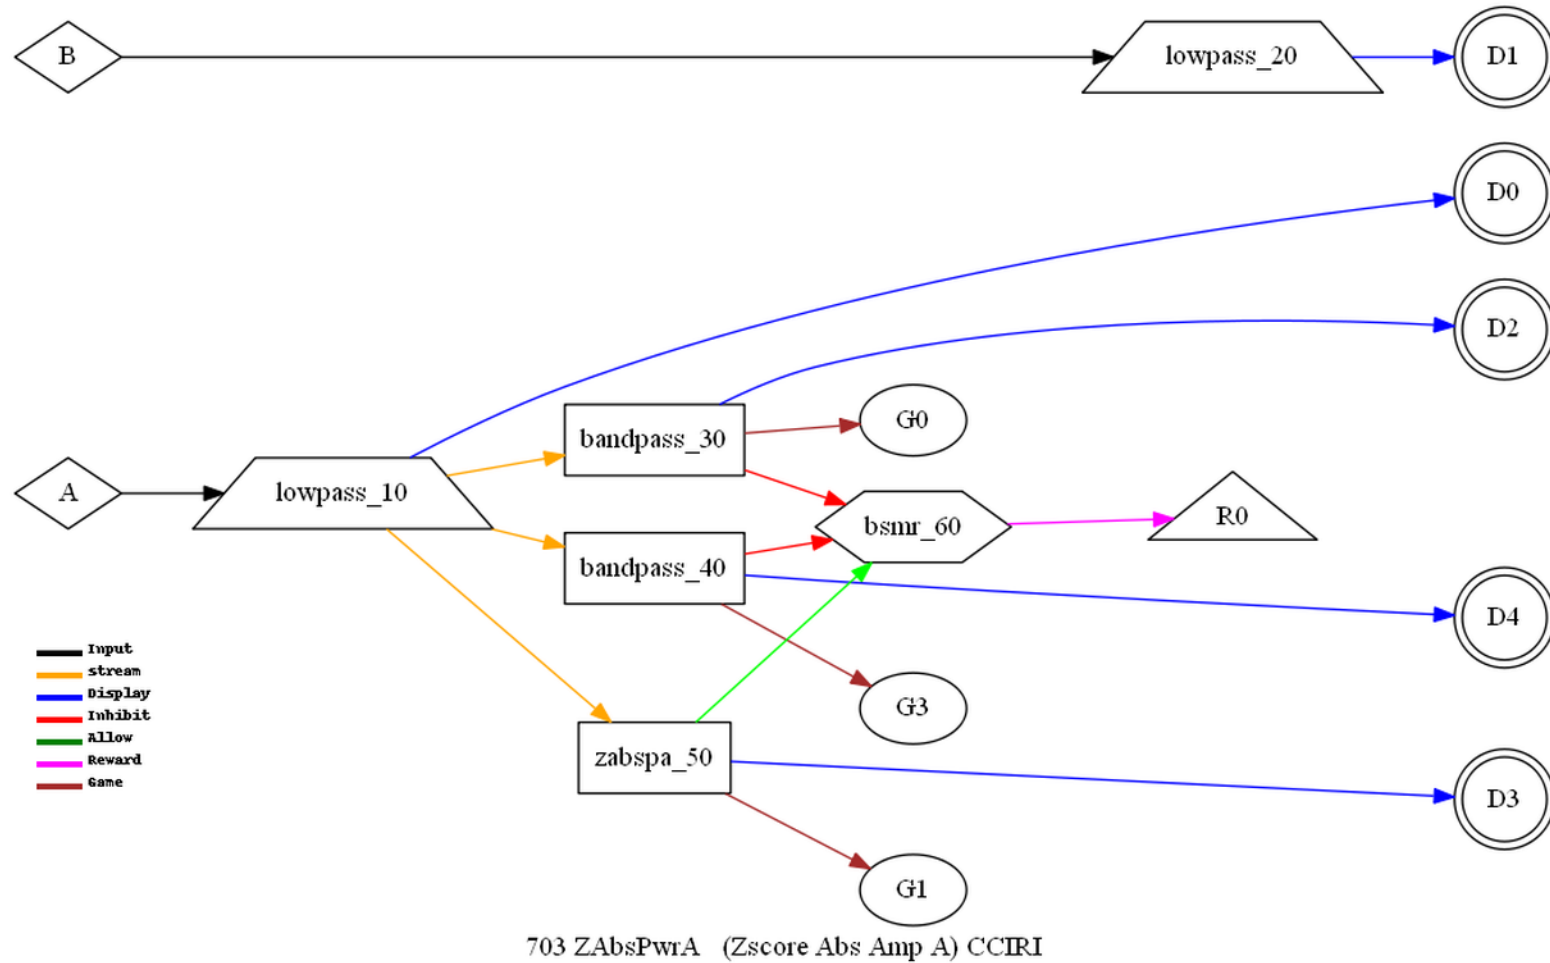 B
lowpass_20
D1
D0
D2
G0
bandpass_30
A
lowpass_10
bsmr_60
R0
bandpass_40
D4
Input
stream
Display
Inhibit
Allow
Reward
Game
G3
zabspa_50
D3
G1
703 ZAbsPwrA (Zscore Abs Amp A) CCIRI